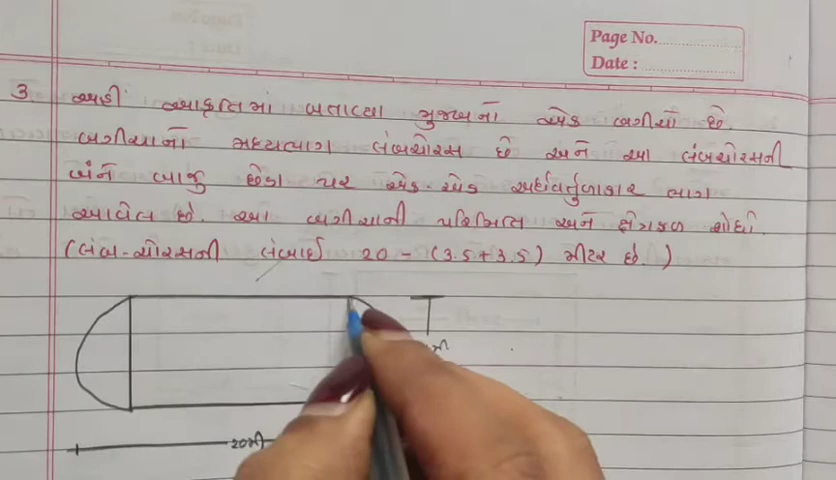 Page No.
Date :
3. અહીં આકૃતિમાં બતાવ્યા મુજબનો એક બગીચો છે.
બગીચાનો મધ્યભાગ લંબચોરસ છે અને આ લંબચોરસની
બંને બાજુ છેડા પર એક-એક અર્ધવર્તુળાકાર ભાગ
આવેલ છે. આ બગીચાની પરિમિતિ અને ક્ષેત્રફળ શોધો.
(લંબ-ચોરસની લંબાઈ 20 - (3.5+3.5) મીટર છે.)
મી
20મી